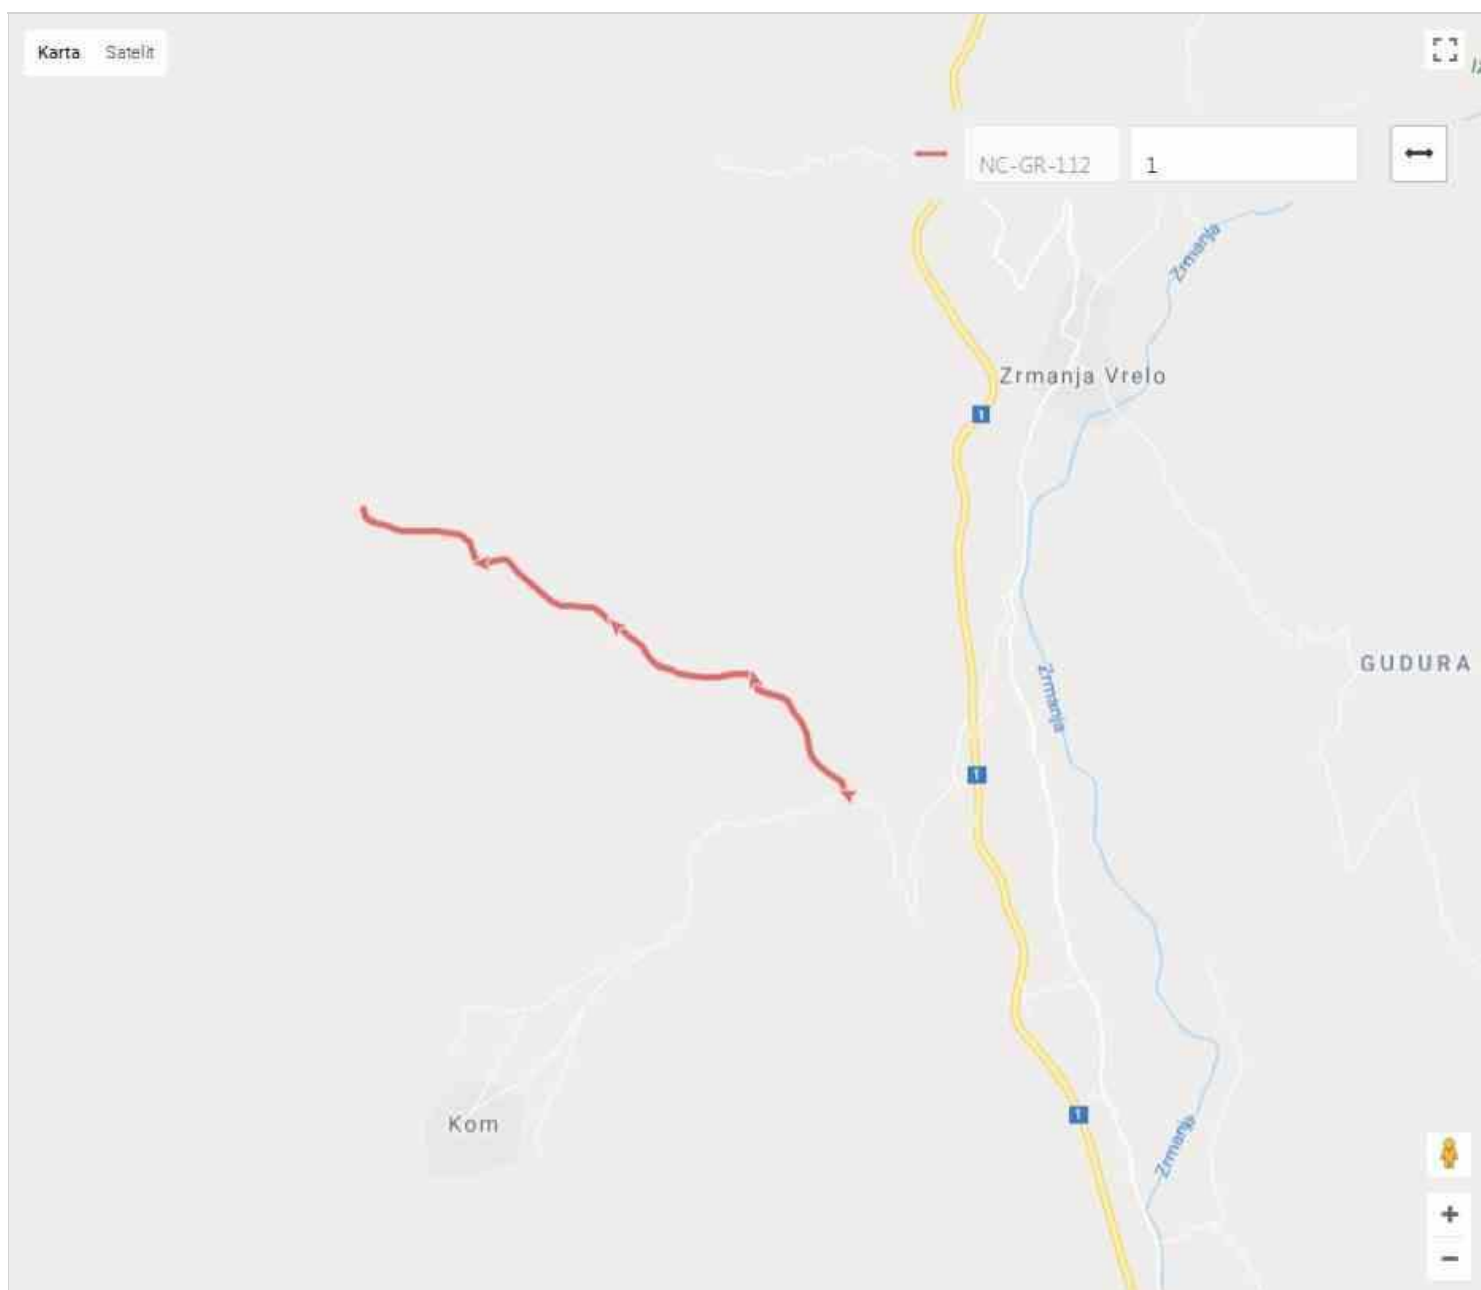 Karta Satelit
NC-GR-112 1
Zrmanja
Zrmanja Vrelo
1
GUDURA
Zrmanja
1
1
Kom
Zrmanja